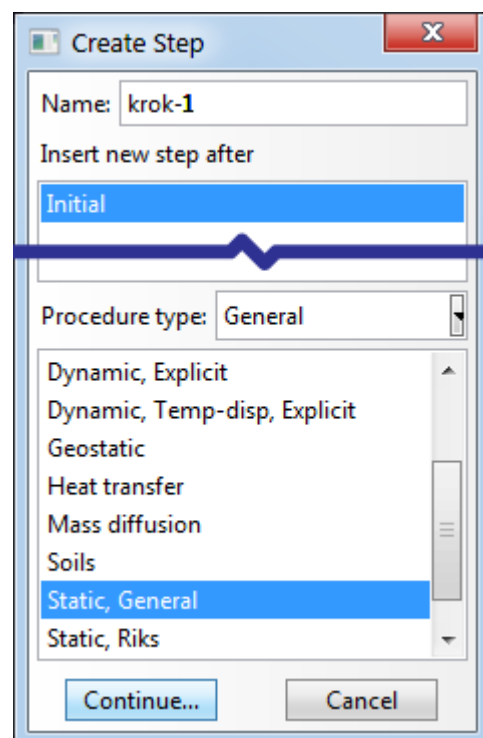 Create Step
X
Name: krok-1
Insert new step after
Initial
Procedure type: General
Dynamic, Explicit
Dynamic, Temp-disp, Explicit
Geostatic
Heat transfer
Mass diffusion
Soils
Static, General
Static, Riks
Continue... Cancel